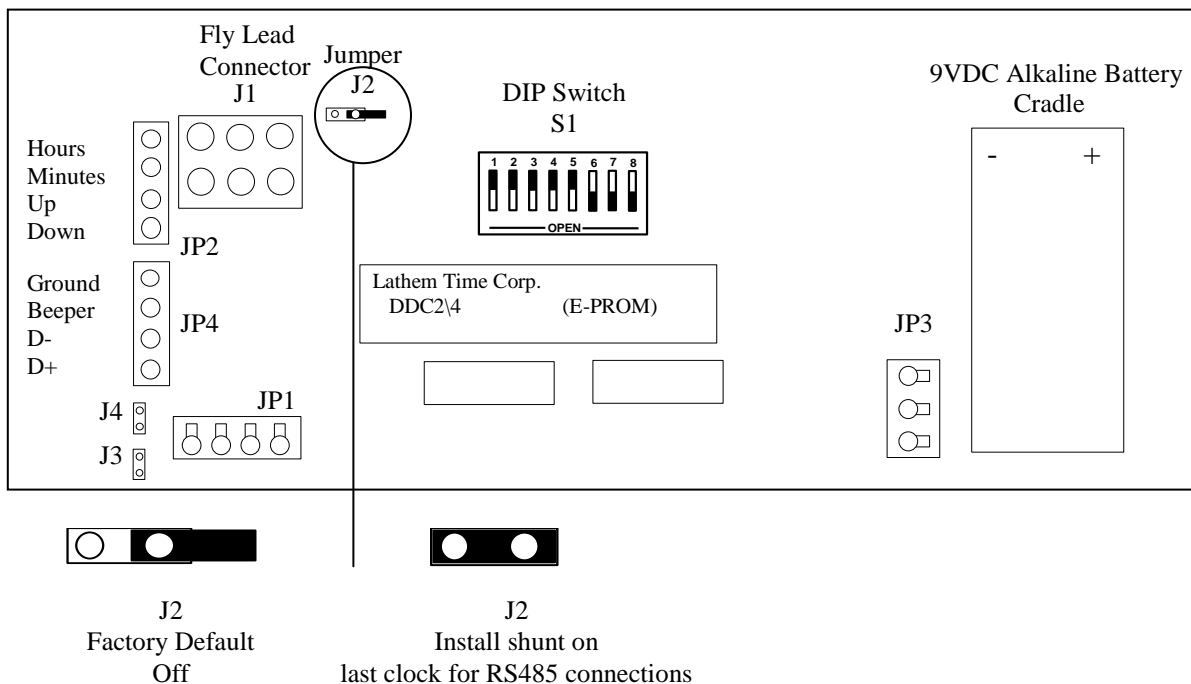 Fly Lead
Connector
J1
Jumper
J2
DIP Switch
S1
1 2 3 4 5 6 7 8
OPEN
9VDC Alkaline Battery
Cradle
- +
Hours
Minutes
Up
Down
JP2
Ground
Beeper
D-
D+
JP4
Lathem Time Corp.
DDC2\4 (E-PROM)
JP3
J4
JP1
J3
J2
Factory Default
Off
J2
Install shunt on
last clock for RS485 connections